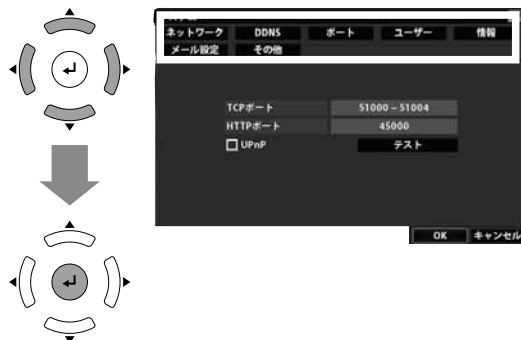 ネットワーク DDNS ポート ユーザー 情報
メール設定 その他
TCPポート 51000 – 51004
HTTPポート 45000
UPnP テスト
OK キャンセル